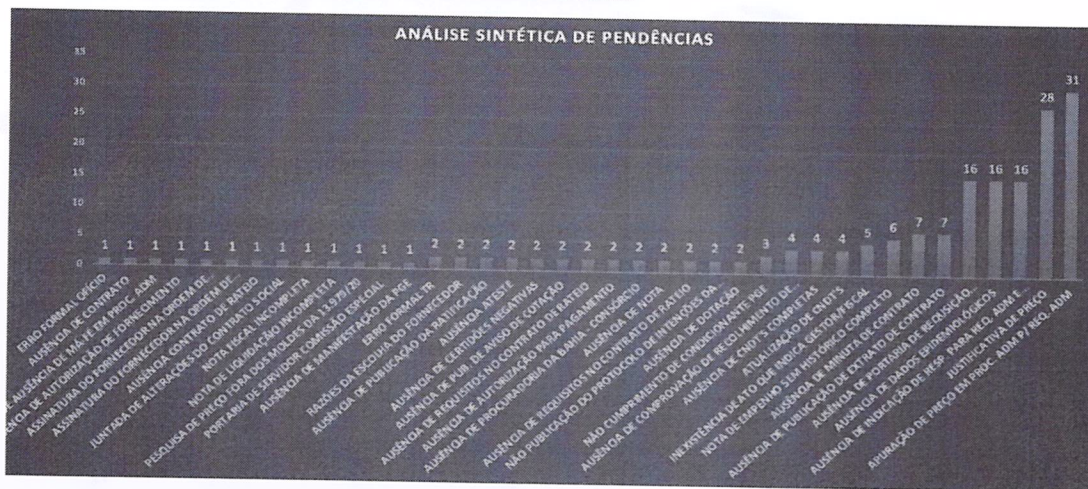 ANÁLISE SINTÉTICA DE PENDÊNCIAS
35
30
25
20
15
10
5
0
1 1 1 1 1 1 1 1 1 1 1 1 1 2 2 2 2 2 2 2 2 2 2 2 2 2 3 4 4 4 5 6 7 7 16 16 16 28 31
ERRO FORMAL OFÍCIO
AUSÊNCIA DE CONTRATO
AUSÊNCIA DE MÁ FÉ EM PROC. ADM
DE AUTORIZAÇÃO DE FORNECIMENTO
ASSINATURA DO FORNECEDOR NA ORDEM DE...
ASSINATURA DO FORNECEDOR NA ORDEM DE...
AUSÊNCIA CONTRATO DE RATEIO
JUNTADA DE ALTERAÇÕES DO CONTRATO SOCIAL
NOTA FISCAL INCOMPLETA
NOTA DE LIQUIDAÇÃO INCOMPLETA
PESQUISA DE PREÇO FORA DOS MOLDES DA 13.979/20
PORTARIA DE SERVIDOR COMISSÃO ESPECIAL
AUSÊNCIA DE MANIFESTAÇÃO DA PGE
ERRO FORMAL TR
RAZÕES DA ESCOLHA DO FORNECEDOR
AUSÊNCIA DE PUBLICAÇÃO DA RATIFICAÇÃO
AUSÊNCIA ATESTE
AUSÊNCIA DE CERTIDÕES NEGATIVAS
AUSÊNCIA DE PUB. DE AVISO DE COTAÇÃO
AUSÊNCIA DE REQUISITOS NO CONTRATO DE RATEIO
AUSÊNCIA DE AUTORIZAÇÃO PARA PAGAMENTO
AUSÊNCIA DE PROCURADORIA DA BAHIA - CONSÓRCIO
AUSÊNCIA DE NOTA
AUSÊNCIA DE REQUISITOS NO CONTRATO DE RATEIO
NÃO PUBLICAÇÃO DO PROTOCOLO DE INTENÇÕES DA...
AUSÊNCIA DE DOTAÇÃO
NÃO CUMPRIMENTO DE CONDICIONANTE PGE
AUSÊNCIA DE COMPROVAÇÃO DE RECOLHIMENTO DE...
AUSÊNCIA DE CNDT'S COMPLETAS
ATUALIZAÇÃO DE CNDT'S
INEXISTÊNCIA DE ATO QUE INDICA GESTOR/FISCAL
NOTA DE EMPENHO SEM HISTÓRICO COMPLETO
AUSÊNCIA DE MINUTA DE CONTRATO
AUSÊNCIA DE PUBLICAÇÃO DE EXTRATO DE CONTRATO
AUSÊNCIA DE PORTARIA DE REQUISIÇÃO...
AUSÊNCIA DE DADOS EPIDEMIOLÓGICOS
AUSÊNCIA DE INDICAÇÃO DE RESP. PARA REQ. ADM E...
JUSTIFICATIVA DE PREÇO
APURAÇÃO DE PREÇO EM PROC. ADM P/ REQ. ADM